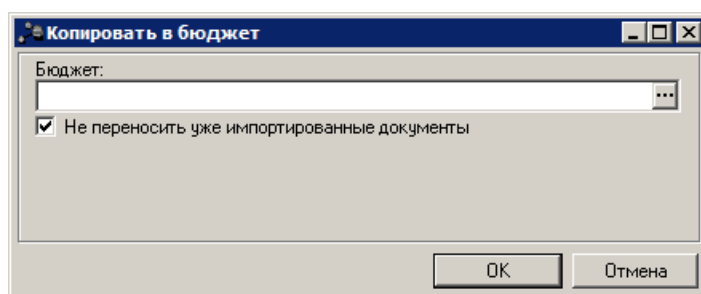 Копировать в бюджет
Бюджет:
Не переносить уже импортированные документы
OK Отмена